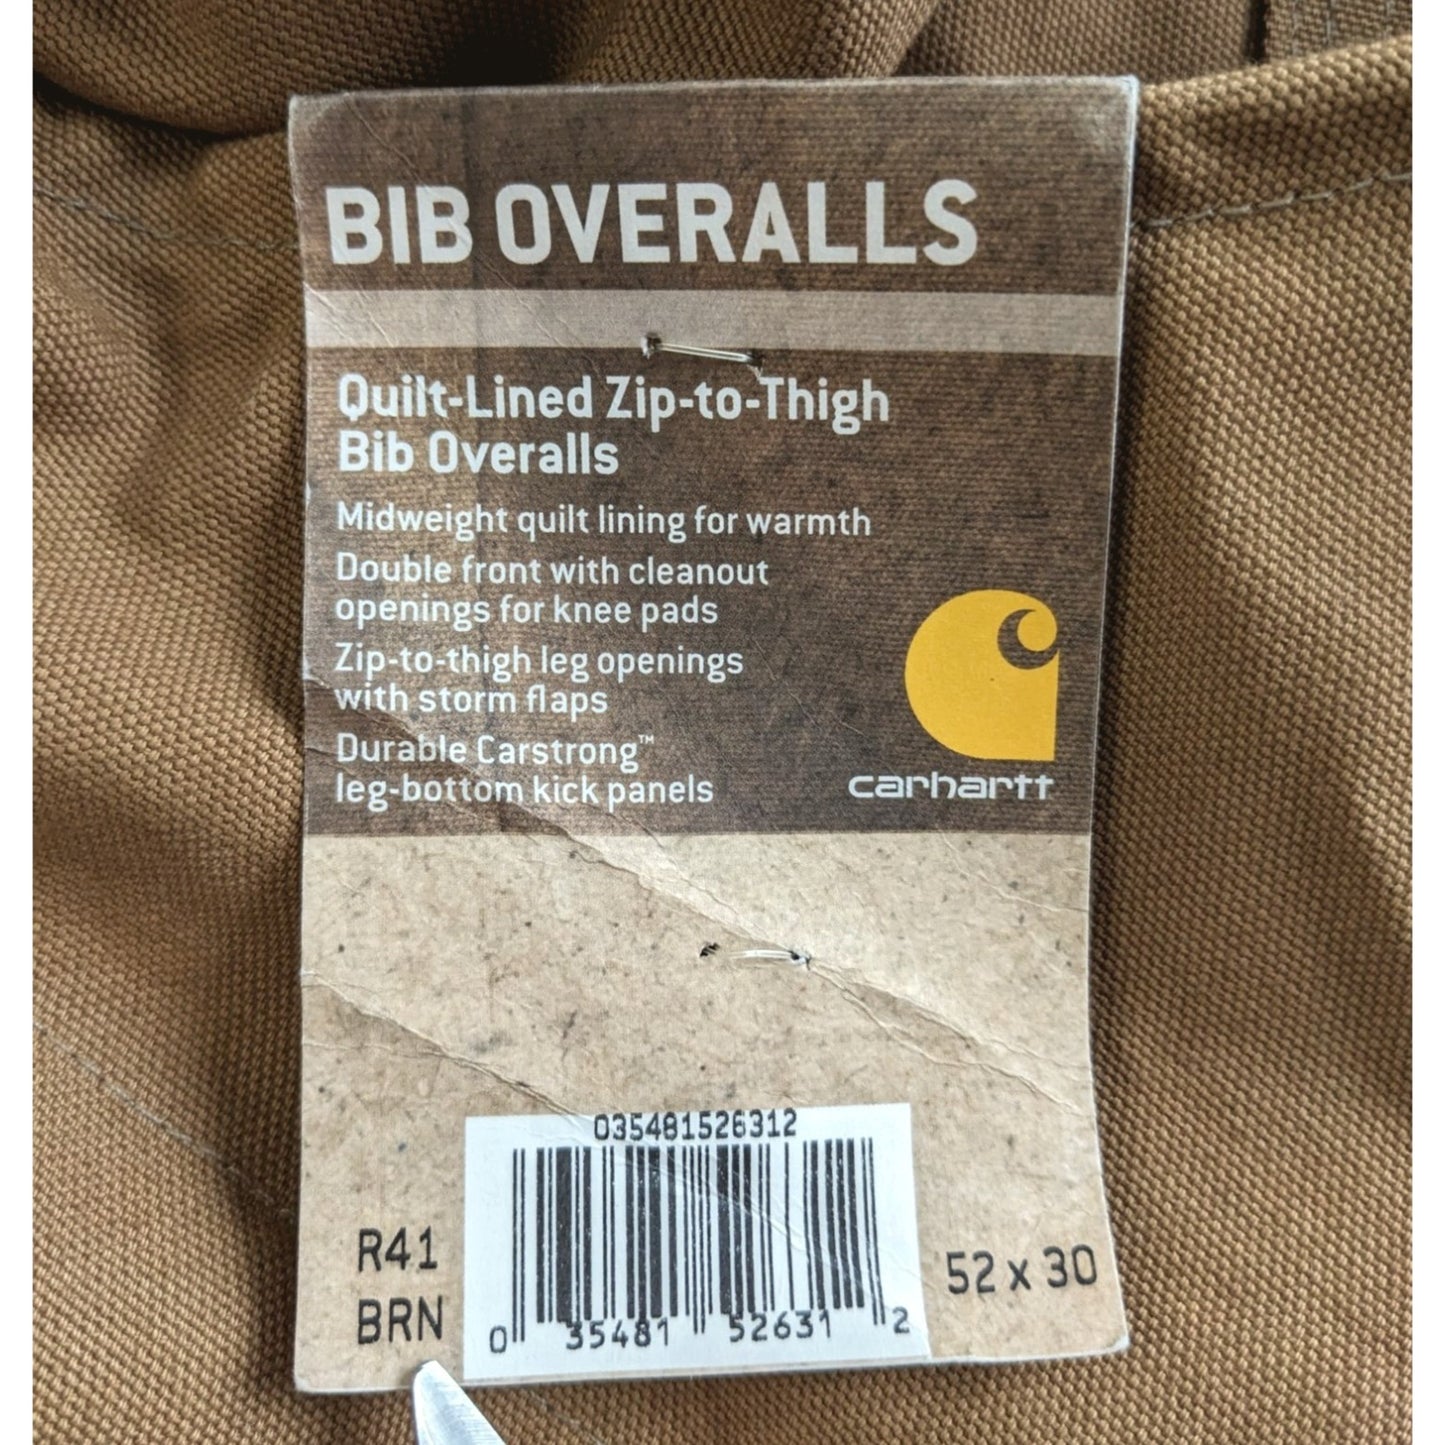 BIB OVERALLS
Quilt-Lined Zip-to-Thigh
Bib Overalls
Midweight quilt lining for warmth
Double front with cleanout
openings for knee pads
Zip-to-thigh leg openings
with storm flaps
Durable Carstrong™
leg-bottom kick panels
carhartt
035481526312
R41
BRN
0 35481 52631 2
52 x 30